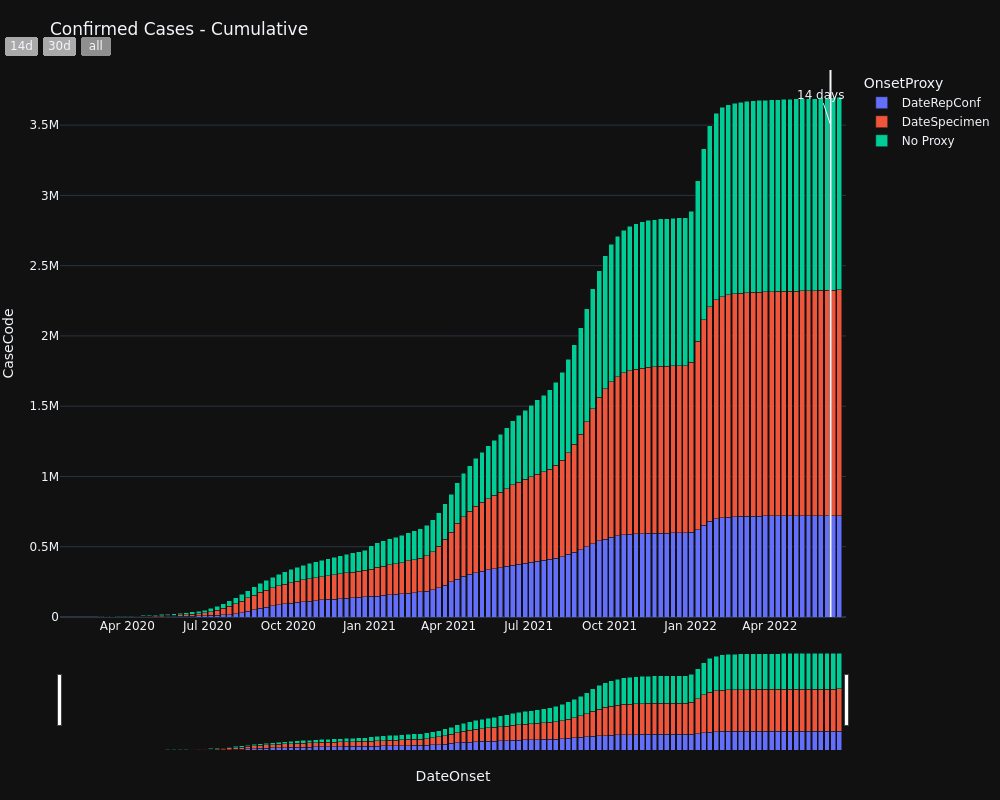 Confirmed Cases - Cumulative
14d 30d all
14 days
OnsetProxy
DateRepConf
DateSpecimen
No Proxy
CaseCode
3.5M
3M
2.5M
2M
1.5M
1M
0.5M
0
Apr 2020 Jul 2020 Oct 2020 Jan 2021 Apr 2021 Jul 2021 Oct 2021 Jan 2022 Apr 2022
DateOnset